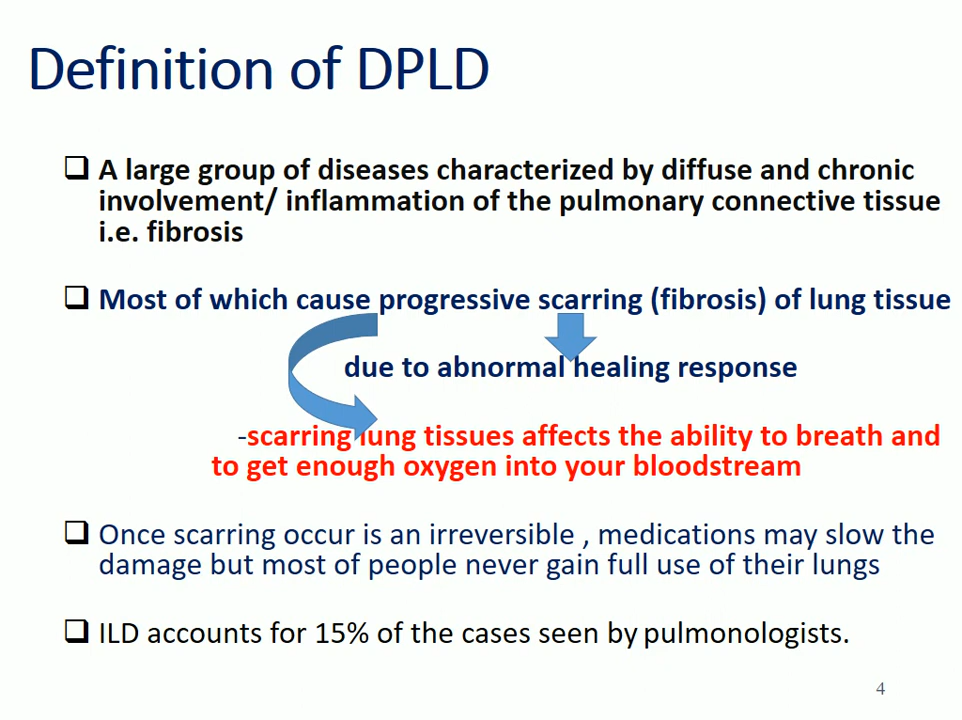 Definition of DPLD
A large group of diseases characterized by diffuse and chronic
involvement/ inflammation of the pulmonary connective tissue
i.e. fibrosis
Most of which cause progressive scarring (fibrosis) of lung tissue
due to abnormal healing response
-scarring lung tissues affects the ability to breath and
to get enough oxygen into your bloodstream
Once scarring occur is an irreversible , medications may slow the
damage but most of people never gain full use of their lungs
ILD accounts for 15% of the cases seen by pulmonologists.
4